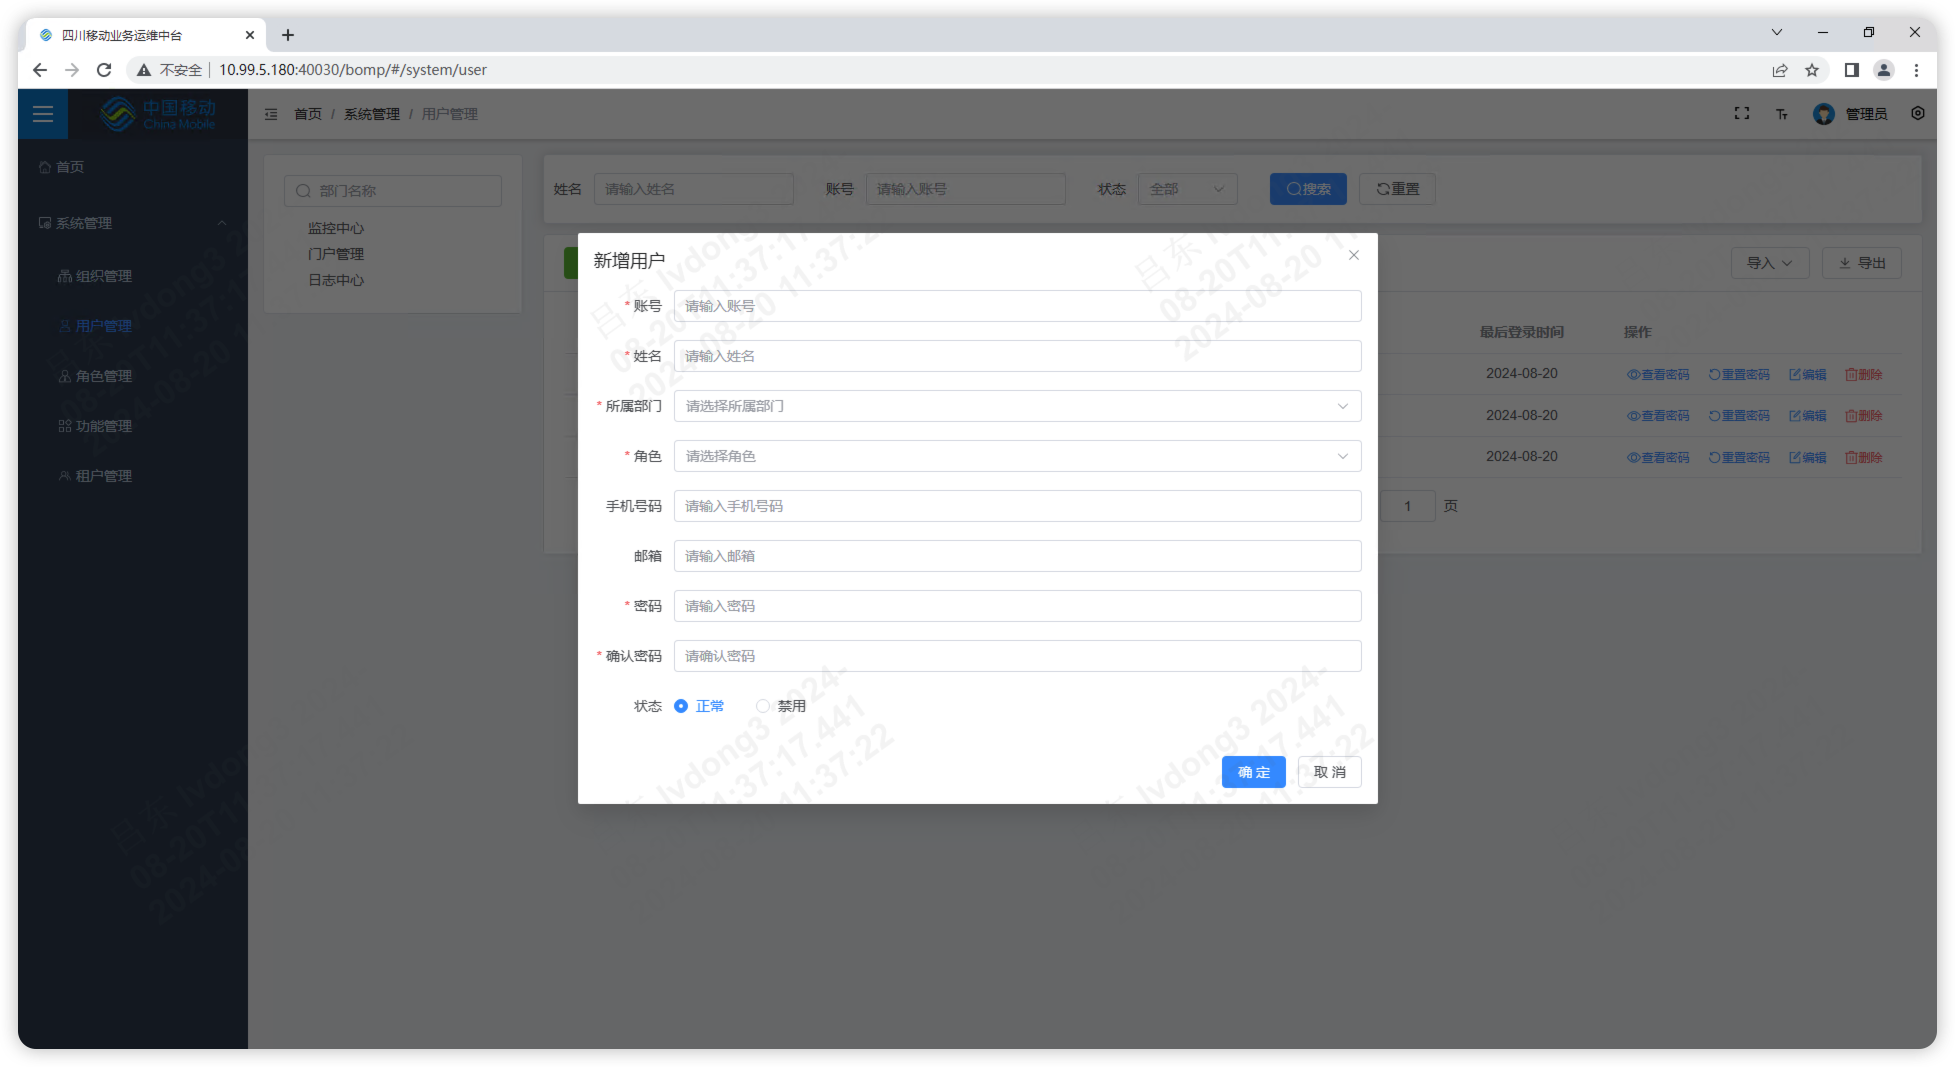 四川移动业务运维中台
不安全 10.99.5.180:40030/bomp/#/system/user
中国移动
China Mobile
首页 / 系统管理 / 用户管理
管理员
首页
系统管理
组织管理
用户管理
角色管理
功能管理
租户管理
部门名称
监控中心
门户管理
日志中心
姓名 请输入姓名 账号 请输入账号 状态 全部 搜索 重置
导入 导出
最后登录时间 操作
2024-08-20 查看密码 重置密码 编辑 删除
2024-08-20 查看密码 重置密码 编辑 删除
2024-08-20 查看密码 重置密码 编辑 删除
1 页
新增用户
* 账号 请输入账号
* 姓名 请输入姓名
* 所属部门 请选择所属部门
* 角色 请选择角色
手机号码 请输入手机号码
邮箱 请输入邮箱
* 密码 请输入密码
* 确认密码 请确认密码
状态 正常 禁用
确定 取消
吕东 lvdong3 2024-
08-20T11:37:17.441
2024-08-20 11:37:22